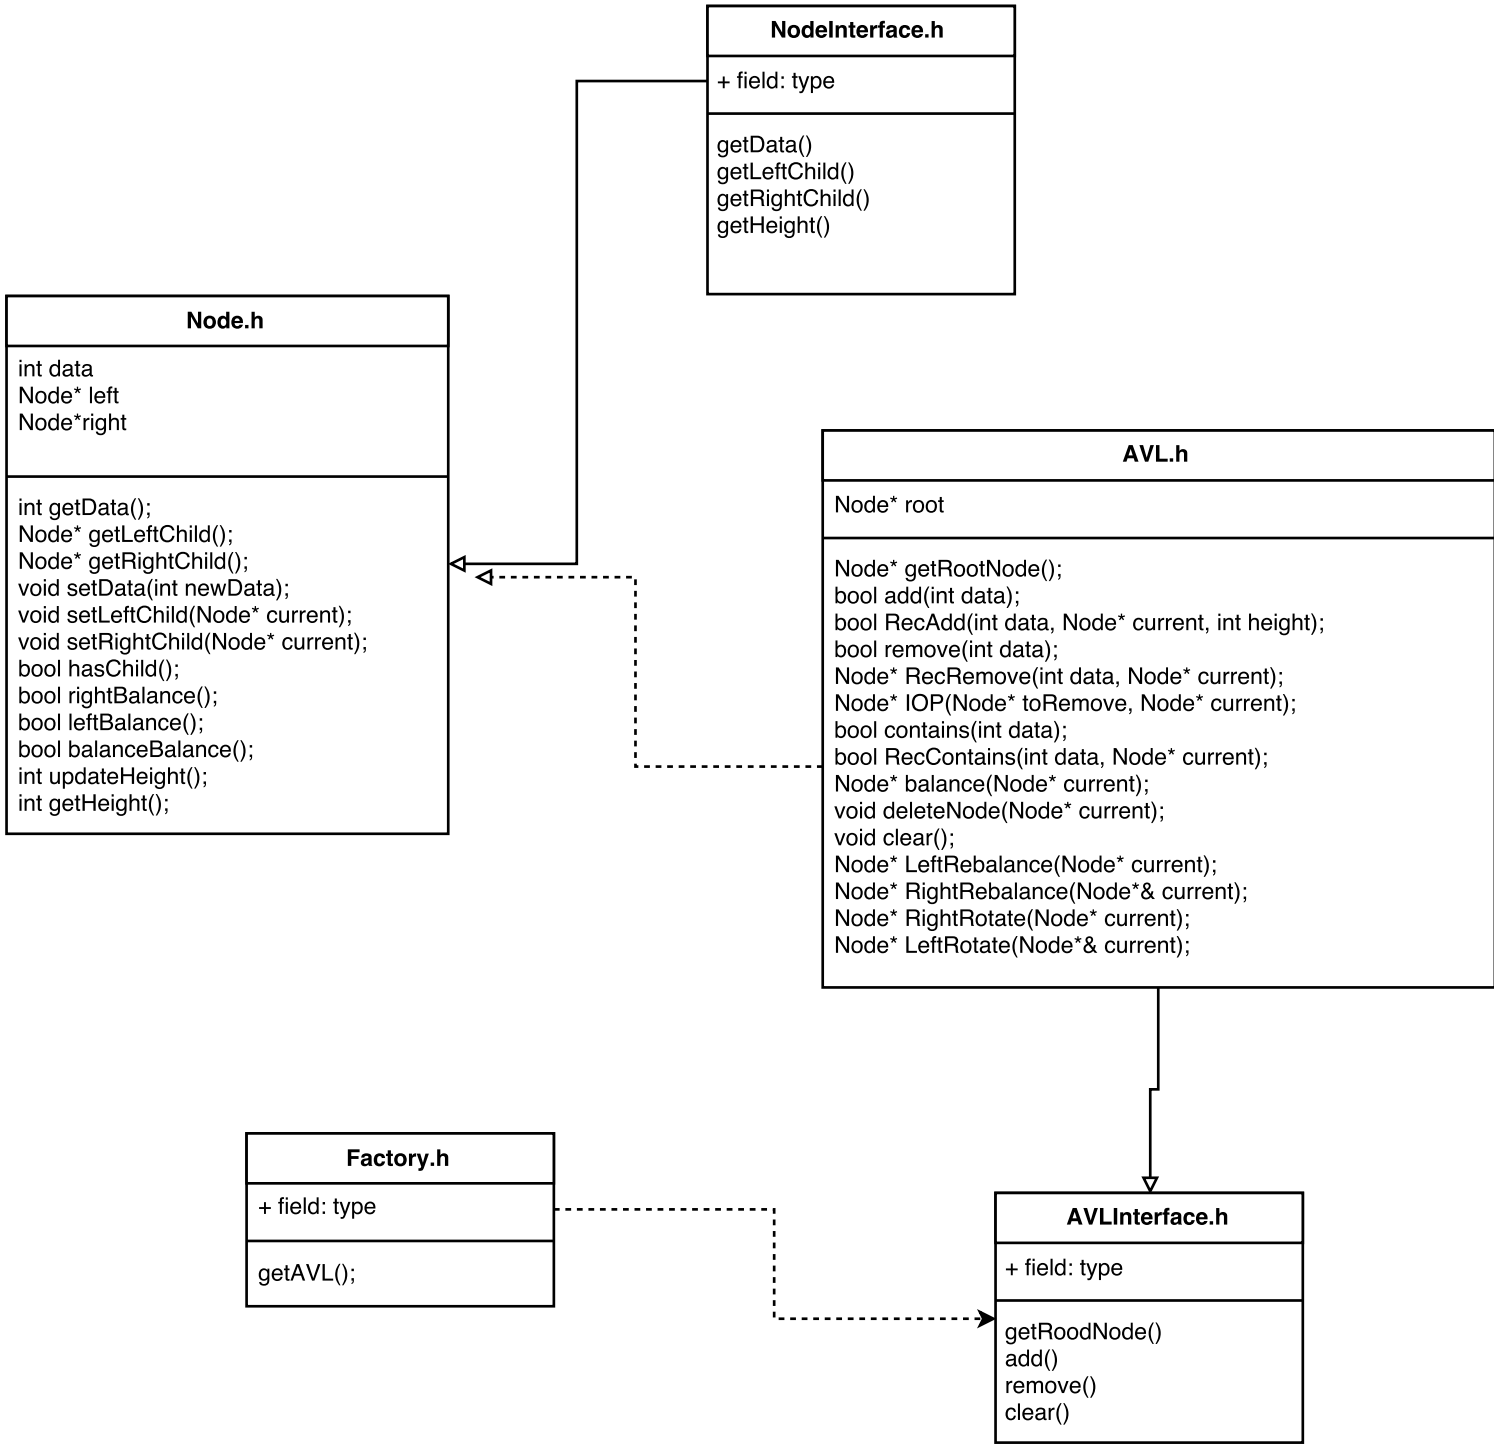 NodeInterface.h
+ field: type
getData()
getLeftChild()
getRightChild()
getHeight()
Node.h
int data
Node* left
Node*right
int getData();
Node* getLeftChild();
Node* getRightChild();
void setData(int newData);
void setLeftChild(Node* current);
void setRightChild(Node* current);
bool hasChild();
bool rightBalance();
bool leftBalance();
bool balanceBalance();
int updateHeight();
int getHeight();
AVL.h
Node* root
Node* getRootNode();
bool add(int data);
bool RecAdd(int data, Node* current, int height);
bool remove(int data);
Node* RecRemove(int data, Node* current);
Node* IOP(Node* toRemove, Node* current);
bool contains(int data);
bool RecContains(int data, Node* current);
Node* balance(Node* current);
void deleteNode(Node* current);
void clear();
Node* LeftRebalance(Node* current);
Node* RightRebalance(Node*& current);
Node* RightRotate(Node* current);
Node* LeftRotate(Node*& current);
Factory.h
+ field: type
getAVL();
AVLInterface.h
+ field: type
getRoodNode()
add()
remove()
clear()